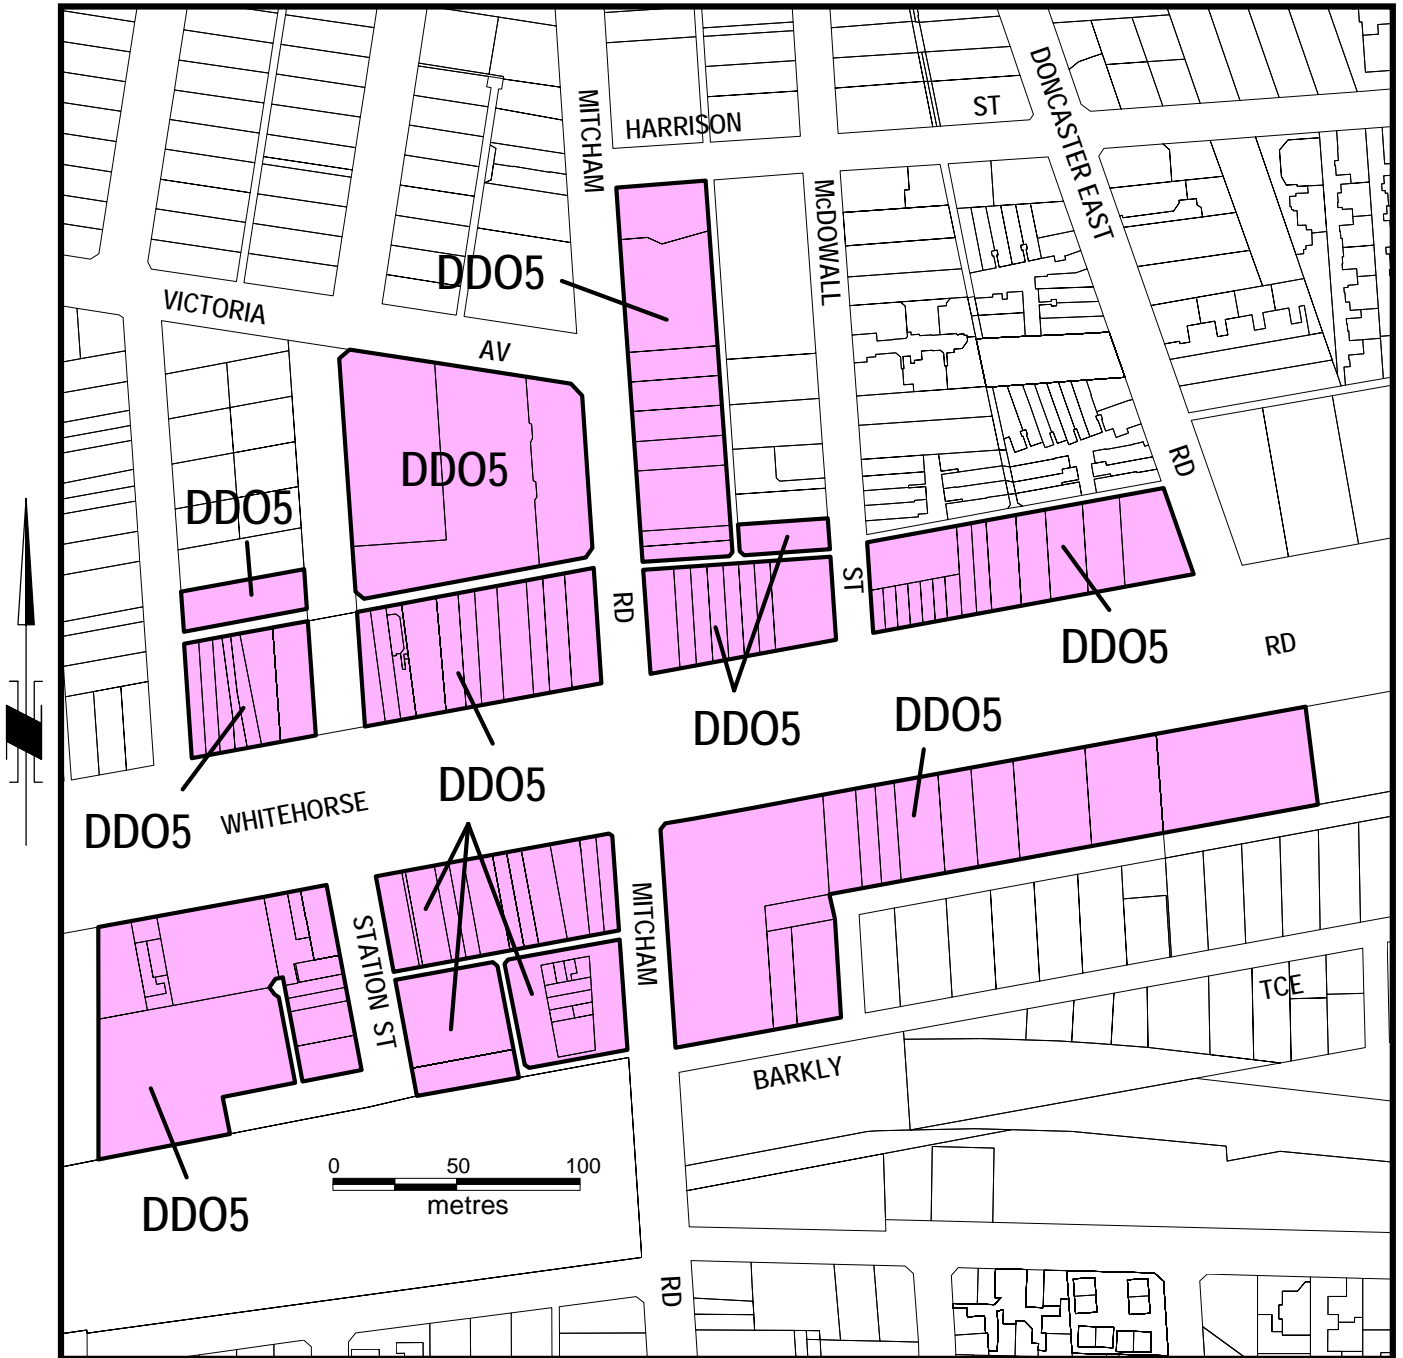 MITCHAM
HARRISON
ST
DONCASTER EAST
McDOWALL
DDO5
VICTORIA
AV
DDO5
RD
DDO5
ST
RD
DDO5
RD
DDO5
DDO5
DDO5
WHITEHORSE
DDO5
MITCHAM
STATION ST
TCE
BARKLY
0 50 100
metres
DDO5
RD